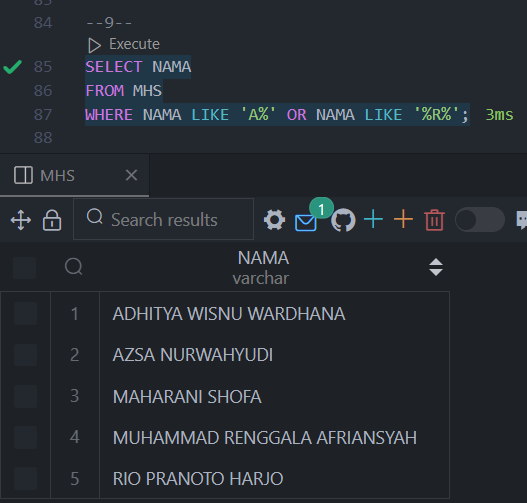 84 --9--
Execute
85 SELECT NAMA
86 FROM MHS
87 WHERE NAMA LIKE 'A%' OR NAMA LIKE '%R%'; 3ms
88
MHS
Search results 1
NAMA
varchar
1 ADHITYA WISNU WARDHANA
2 AZSA NURWAHYUDI
3 MAHARANI SHOFA
4 MUHAMMAD RENGGALA AFRIANSYAH
5 RIO PRANOTO HARJO